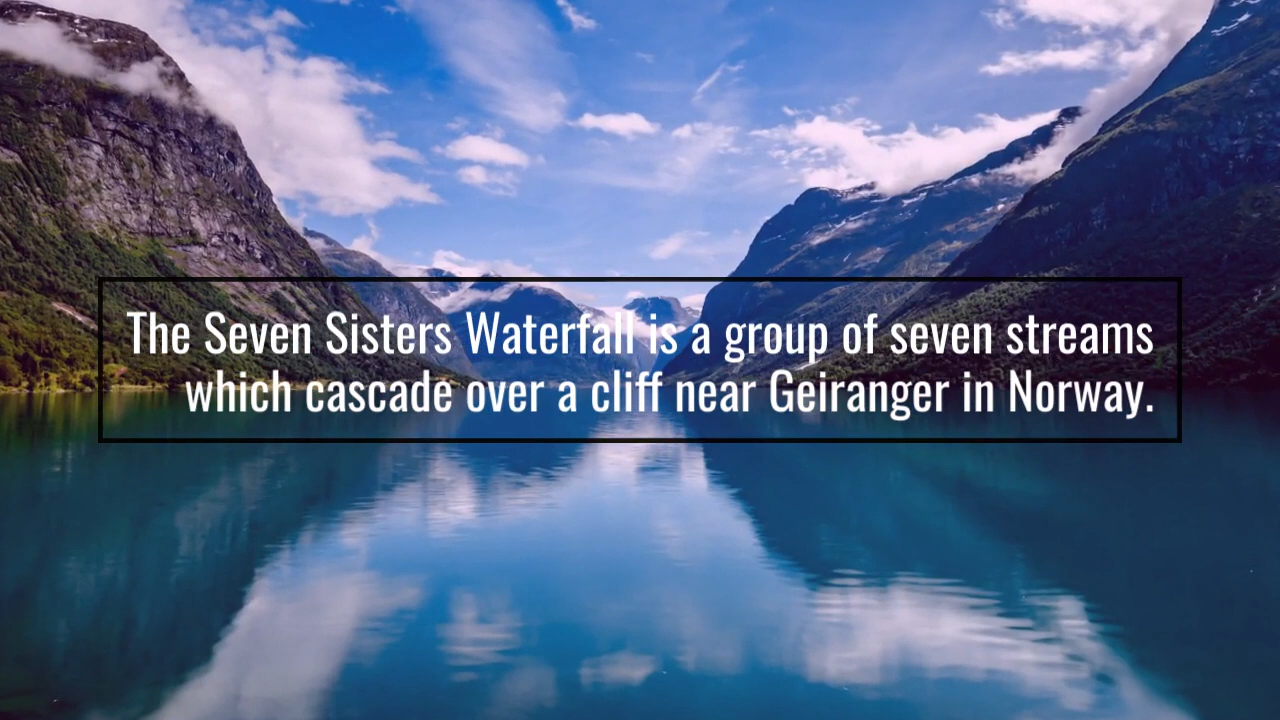 The Seven Sisters Waterfall is a group of seven streams
which cascade over a cliff near Geiranger in Norway.